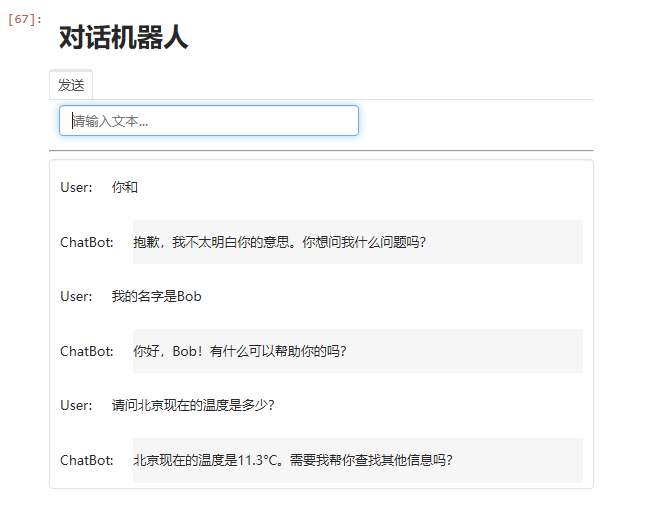 [67]:
对话机器人
发送
请输入文本...
User: 你和
ChatBot: 抱歉，我不太明白你的意思。你想问我什么问题吗？
User: 我的名字是Bob
ChatBot: 你好，Bob！有什么可以帮助你的吗？
User: 请问北京现在的温度是多少？
ChatBot: 北京现在的温度是11.3°C。需要我帮你查找其他信息吗？